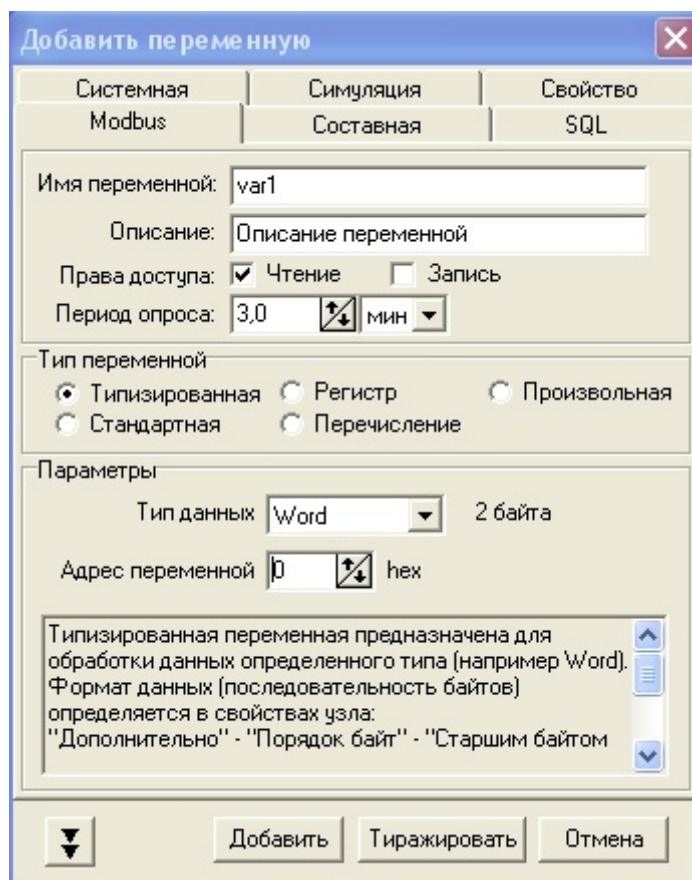 Добавить переменную
Системная Симуляция Свойство
Modbus Составная SQL
Имя переменной: var1
Описание: Описание переменной
Права доступа: Чтение Запись
Период опроса: 3,0 мин
Тип переменной
Типизированная Регистр Произвольная
Стандартная Перечисление
Параметры
Тип данных Word 2 байта
Адрес переменной 0 hex
Типизированная переменная предназначена для
обработки данных определенного типа (например Word).
Формат данных (последовательность байтов)
определяется в свойствах узла:
"Дополнительно" - "Порядок байт" - "Старшим байтом
Добавить Тиражировать Отмена